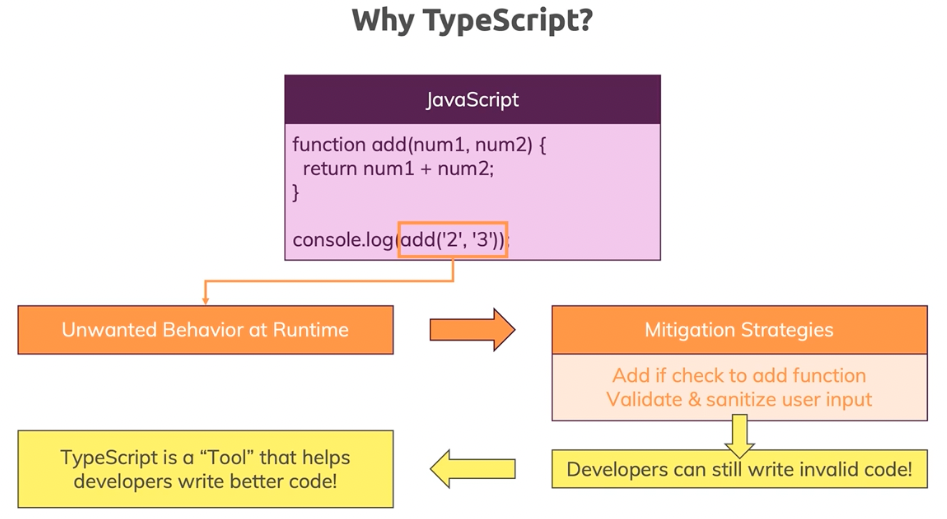 Why TypeScript?
JavaScript
function add(num1, num2) {
return num1 + num2;
}
console.log(add('2', '3'));
Unwanted Behavior at Runtime
Mitigation Strategies
Add if check to add function
Validate & sanitize user input
Developers can still write invalid code!
TypeScript is a “Tool” that helps
developers write better code!